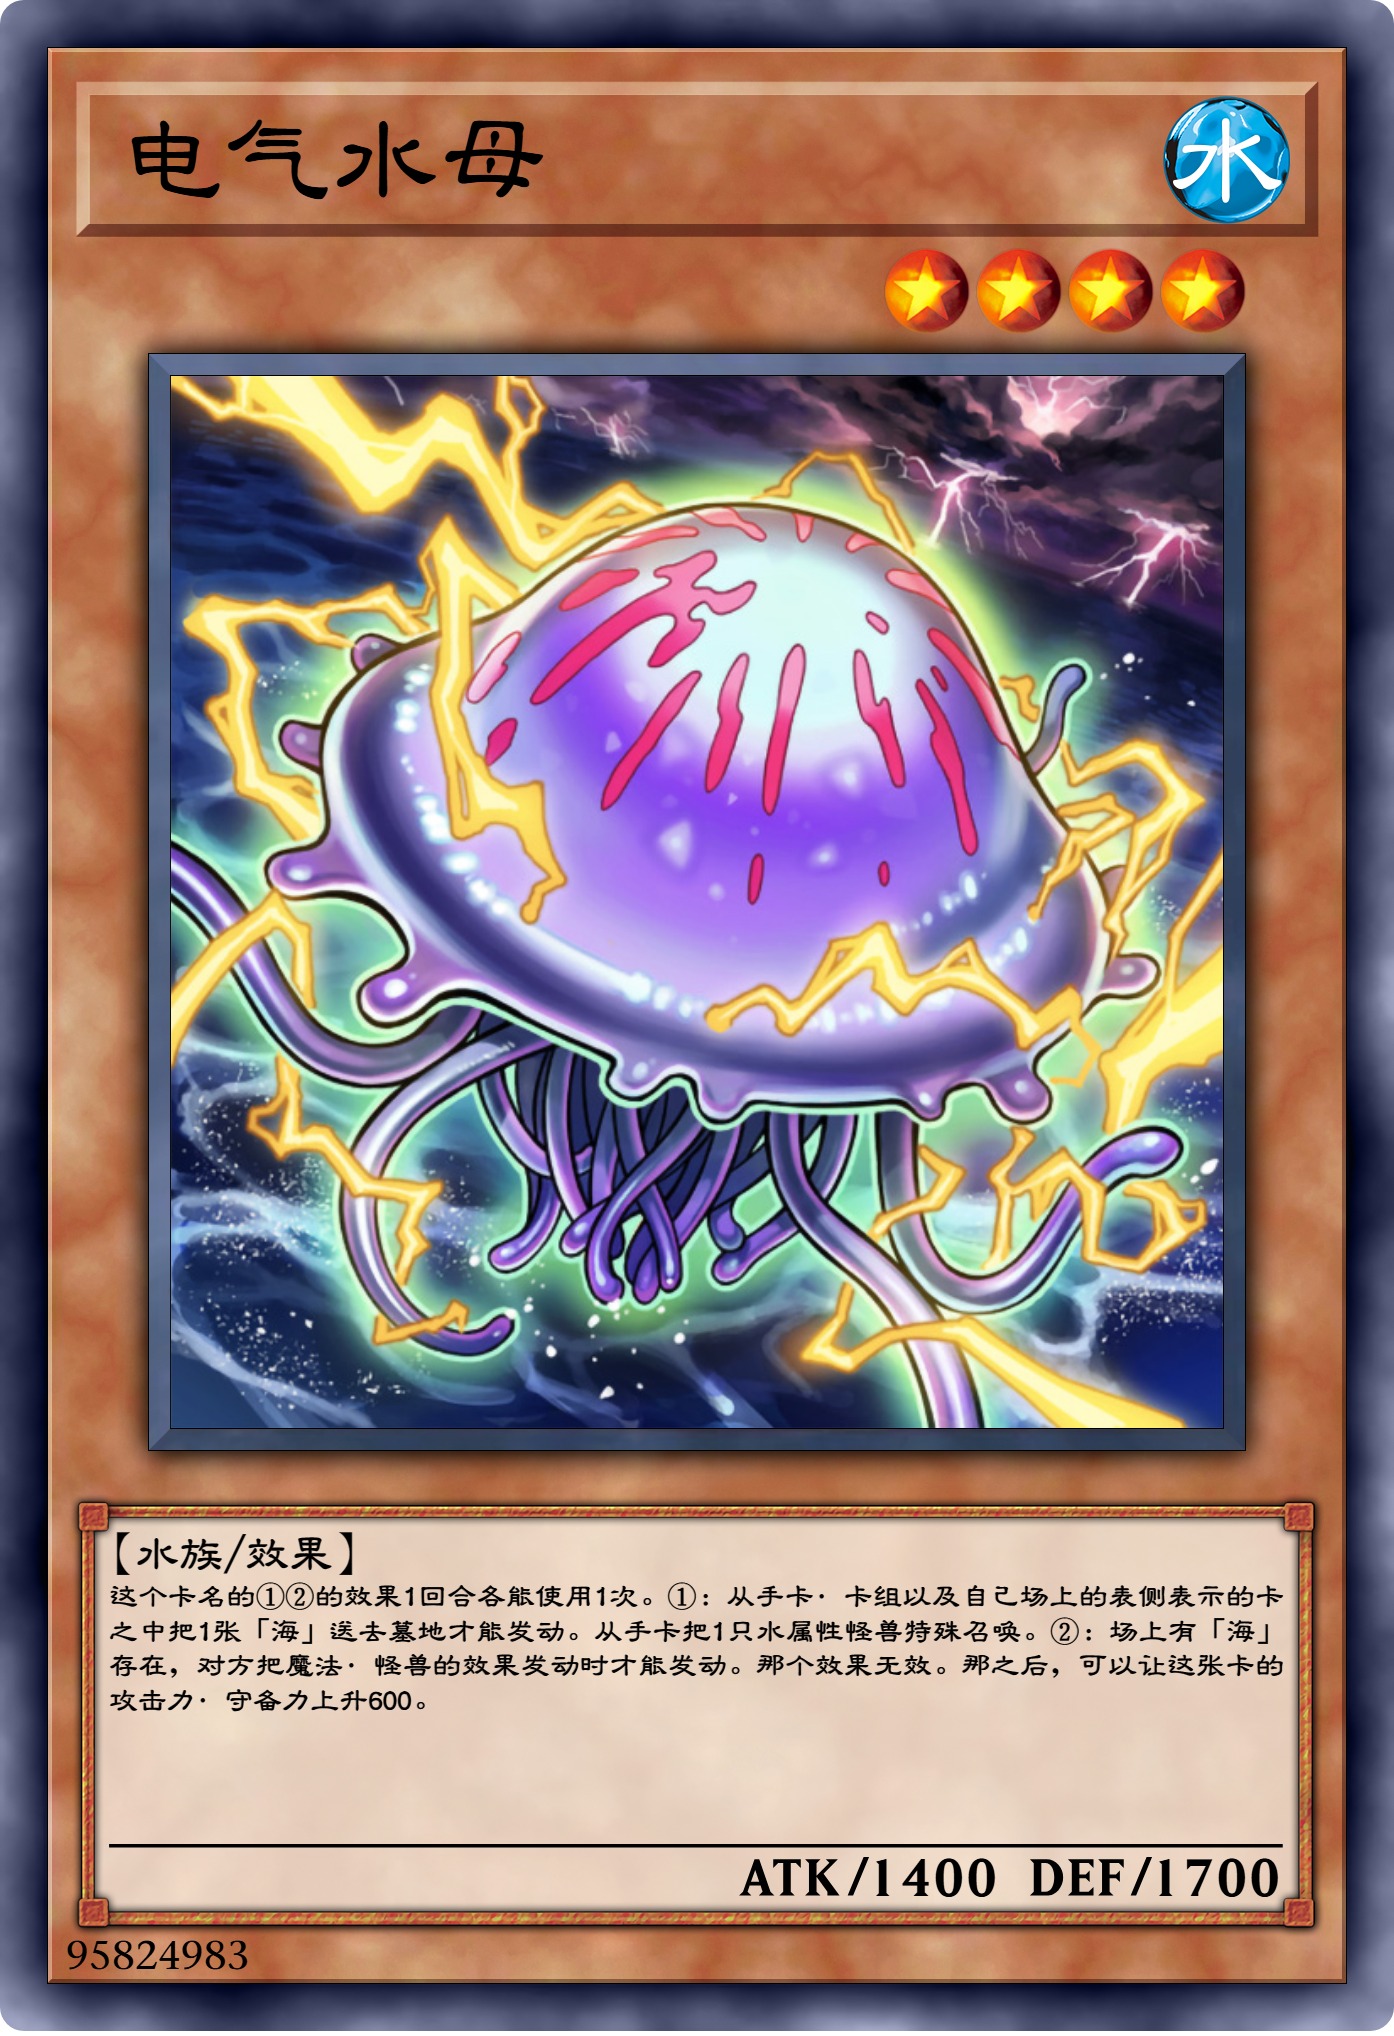 电气水母
水
【水族/效果】
这个卡名的①②的效果1回合各能使用1次。①：从手卡·卡组以及自己场上的表侧表示的卡
之中把1张「海」送去墓地才能发动。从手卡把1只水属性怪兽特殊召唤。②：场上有「海」
存在，对方把魔法·怪兽的效果发动时才能发动。那个效果无效。那之后，可以让这张卡的
攻击力·守备力上升600。
ATK/1400 DEF/1700
95824983